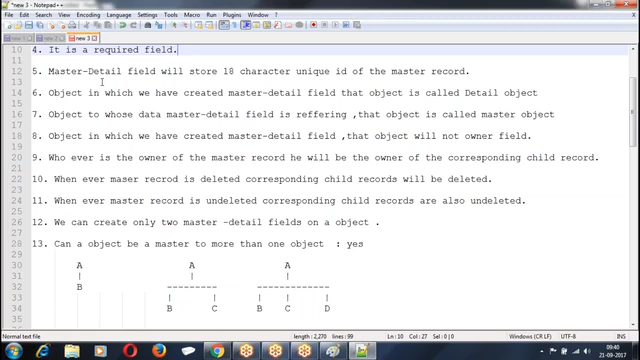 *new 3 - Notepad++
File Edit Search View Encoding Language Settings Tools Macro Run Plugins Window ?
new 1 new 2 new 3
10 4. It is a required field.
11
12 5. Master-Detail field will store 18 character unique id of the master record.
13
14 6. Object in which we have created master-detail field that object is called Detail object
15
16 7. Object to whose data master-detail field is reffering ,that object is called master object
17
18 8. Object in which we have created master-detail field ,that object will not owner field.
19
20 9. Who ever is the owner of the master record he will be the owner of the corresponding child record.
21
22 10. When ever maser recrod is deleted corresponding child records will be deleted.
23
24 11. When ever master record is undeleted corresponding child records are also undeleted.
25
26 12. We can create only two master -detail fields on a object .
27
28 13. Can a object be a master to more than one object : yes
29
30 A A A
31 | | |
32 B --------- -------------
33 | | | | |
34 B C B C D
35
Normal text file length : 2,270 lines : 99 Ln : 10 Col : 27 Sel : 0 | 0 Windows (CR LF) UTF-8 INS
09:40
21-09-2017